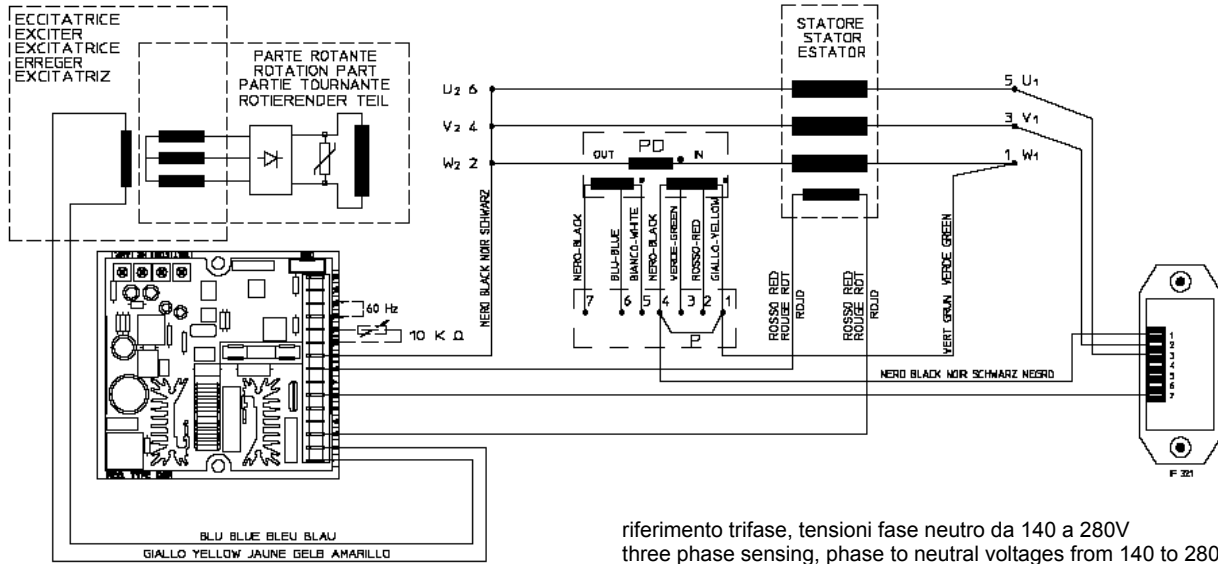 ECCITATRICE
EXCITER
EXCITATRICE
ERREGER
EXCITATRIZ
PARTE ROTANTE
ROTATION PART
PARTIE TOURNANTE
ROTIERENDER TEIL
STATORE
STATOR
ESTATOR
U2 6
V2 4
W2 2
5 U1
3 V1
1 W1
PD
OUT
IN
NERO-BLACK
BLU-BLUE
BIANCO-WHITE
NERO-BLACK
VERDE-GREEN
ROSSO-RED
GIALLO-YELLOW
7 6 5 4 3 2 1
P
NERO BLACK NOIR SCHWARZ
ROSSO RED
ROUGE ROT
ROJO
ROSSO RED
ROUGE ROT
ROJO
VERT GRUN VERDE GREEN
60 Hz
10 K Ω
NERO BLACK NOIR SCHWARZ NEGRO
1
2
3
4
5
6
7
IF 321
BLU BLUE BLEU BLAU
GIALLO YELLOW JAUNE GELB AMARILLO
riferimento trifase, tensioni fase neutro da 140 a 280V
three phase sensing, phase to neutral voltages from 140 to 280